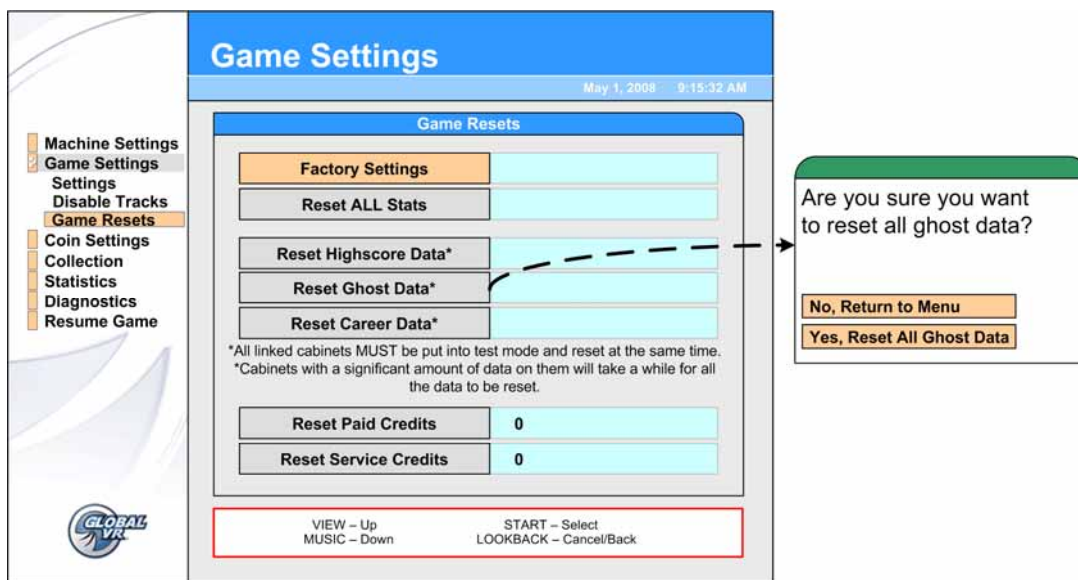 Game Settings
May 1, 2008 9:15:32 AM
Machine Settings
Game Settings
Settings
Disable Tracks
Game Resets
Coin Settings
Collection
Statistics
Diagnostics
Resume Game
GLOBAL
VR
Game Resets
Factory Settings
Reset ALL Stats
Reset Highscore Data*
Reset Ghost Data*
Reset Career Data*
*All linked cabinets MUST be put into test mode and reset at the same time.
*Cabinets with a significant amount of data on them will take a while for all
the data to be reset.
Reset Paid Credits 0
Reset Service Credits 0
VIEW – Up START – Select
MUSIC – Down LOOKBACK – Cancel/Back
Are you sure you want
to reset all ghost data?
No, Return to Menu
Yes, Reset All Ghost Data